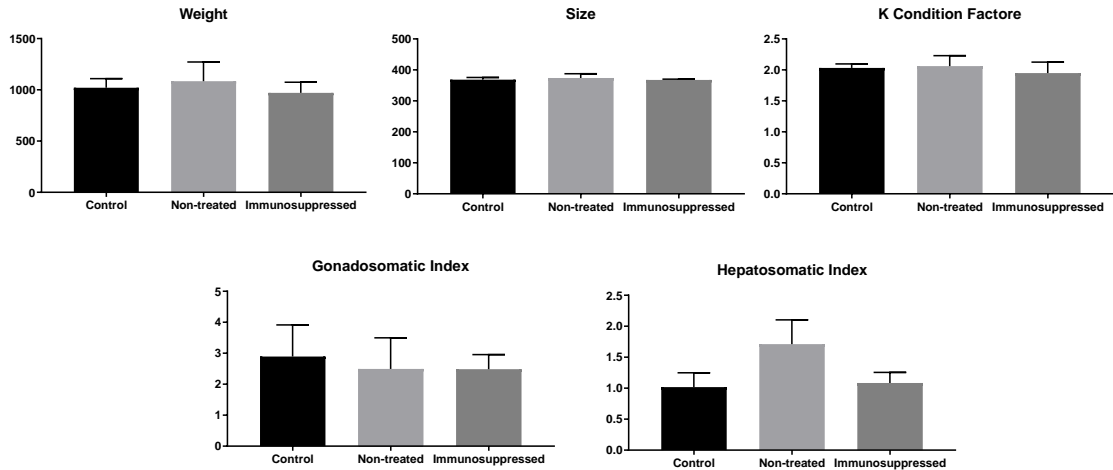 Weight
1500
1000
500
0
Control Non-treated Immunosuppressed
Size
500
400
300
200
100
0
Control Non-treated Immunosuppressed
K Condition Factore
2.5
2.0
1.5
1.0
0.5
0.0
Control Non-treated Immunosuppressed
Gonadosomatic Index
5
4
3
2
1
0
Control Non-treated Immunosuppressed
Hepatosomatic Index
2.5
2.0
1.5
1.0
0.5
0.0
Control Non-treated Immunosuppressed